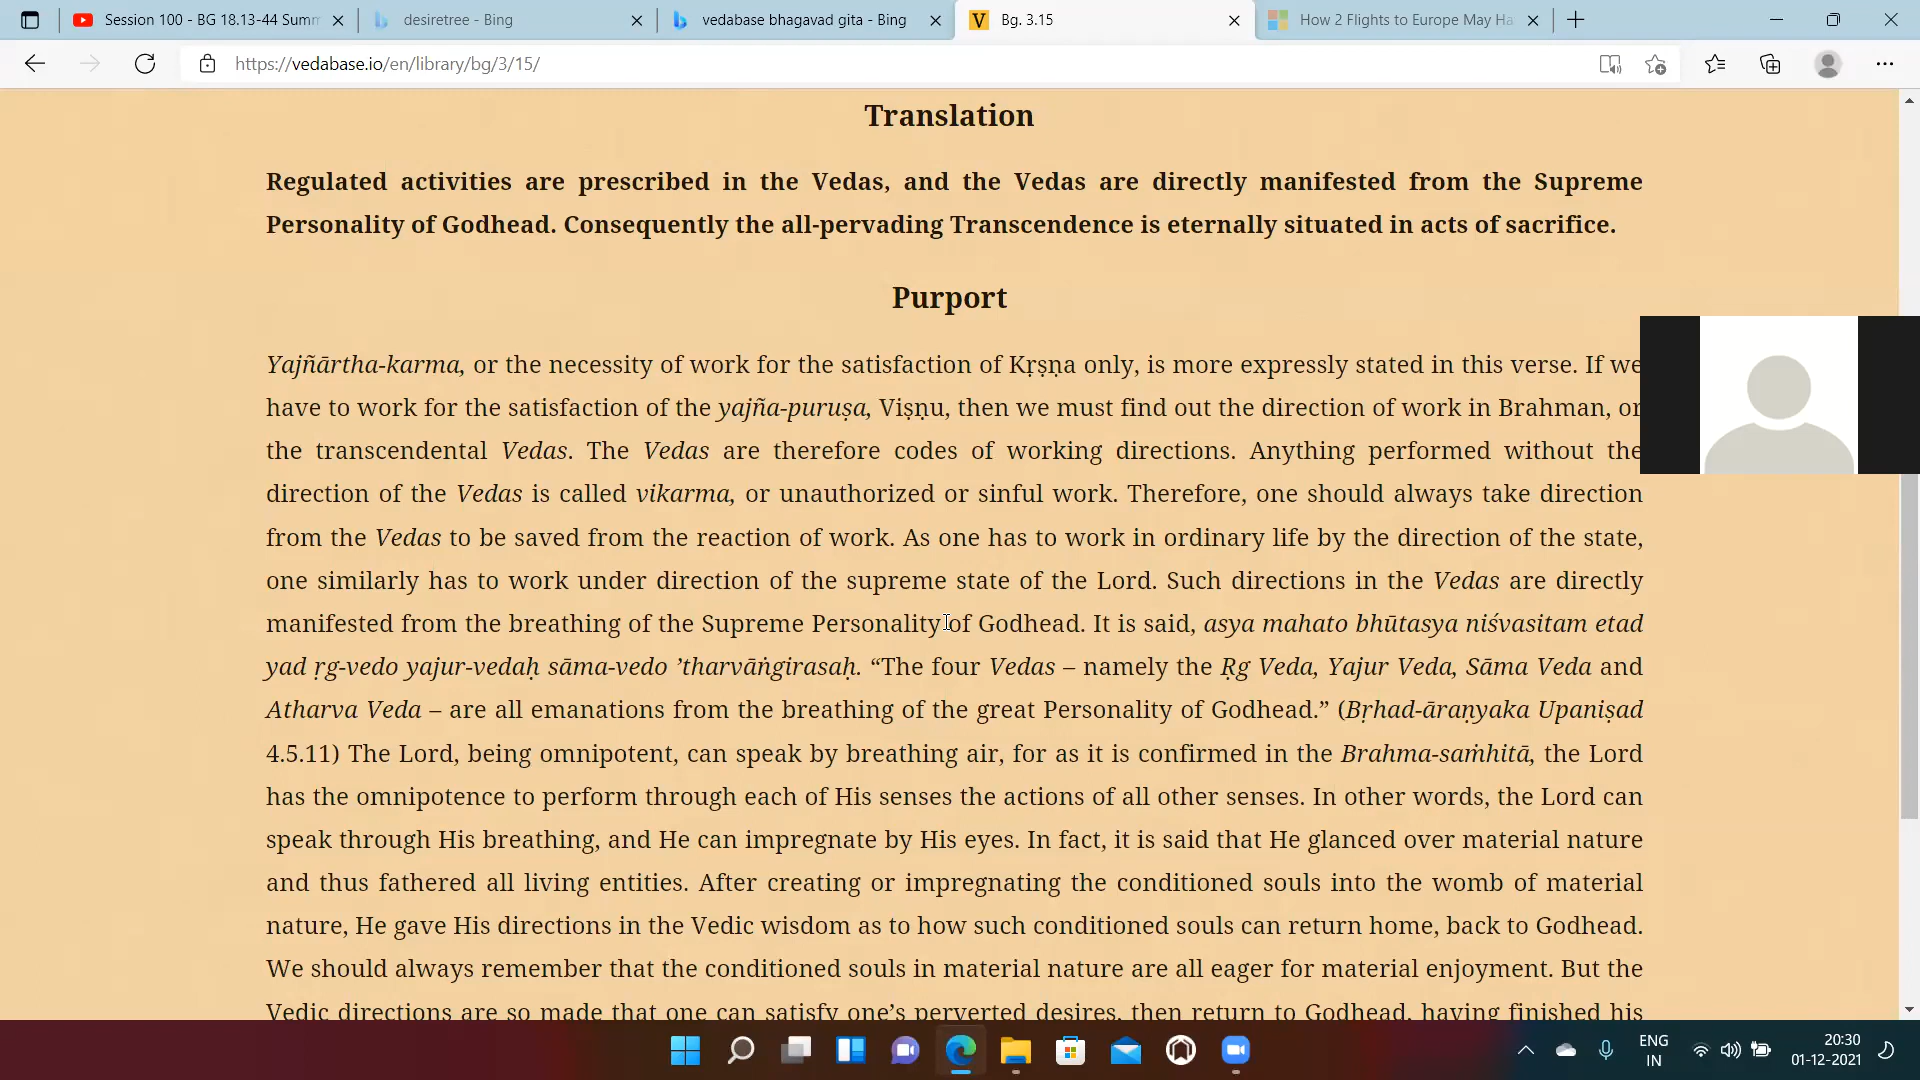 Session 100 - BG 18.13-44 Summ
desiretree - Bing
vedabase bhagavad gita - Bing
Bg. 3.15
How 2 Flights to Europe May Ha
https://vedabase.io/en/library/bg/3/15/
Translation
Regulated activities are prescribed in the Vedas, and the Vedas are directly manifested from the Supreme
Personality of Godhead. Consequently the all-pervading Transcendence is eternally situated in acts of sacrifice.
Purport
Yajñārtha-karma, or the necessity of work for the satisfaction of Kṛṣṇa only, is more expressly stated in this verse. If we
have to work for the satisfaction of the yajña-puruṣa, Viṣṇu, then we must find out the direction of work in Brahman, or
the transcendental Vedas. The Vedas are therefore codes of working directions. Anything performed without the
direction of the Vedas is called vikarma, or unauthorized or sinful work. Therefore, one should always take direction
from the Vedas to be saved from the reaction of work. As one has to work in ordinary life by the direction of the state,
one similarly has to work under direction of the supreme state of the Lord. Such directions in the Vedas are directly
manifested from the breathing of the Supreme Personality of Godhead. It is said, asya mahato bhūtasya niśvasitam etad
yad ṛg-vedo yajur-vedaḥ sāma-vedo ’tharvāṅgirasaḥ. “The four Vedas – namely the Ṛg Veda, Yajur Veda, Sāma Veda and
Atharva Veda – are all emanations from the breathing of the great Personality of Godhead.” (Bṛhad-āraṇyaka Upaniṣad
4.5.11) The Lord, being omnipotent, can speak by breathing air, for as it is confirmed in the Brahma-saṁhitā, the Lord
has the omnipotence to perform through each of His senses the actions of all other senses. In other words, the Lord can
speak through His breathing, and He can impregnate by His eyes. In fact, it is said that He glanced over material nature
and thus fathered all living entities. After creating or impregnating the conditioned souls into the womb of material
nature, He gave His directions in the Vedic wisdom as to how such conditioned souls can return home, back to Godhead.
We should always remember that the conditioned souls in material nature are all eager for material enjoyment. But the
Vedic directions are so made that one can satisfy one’s perverted desires, then return to Godhead, having finished his
ENG
IN
20:30
01-12-2021